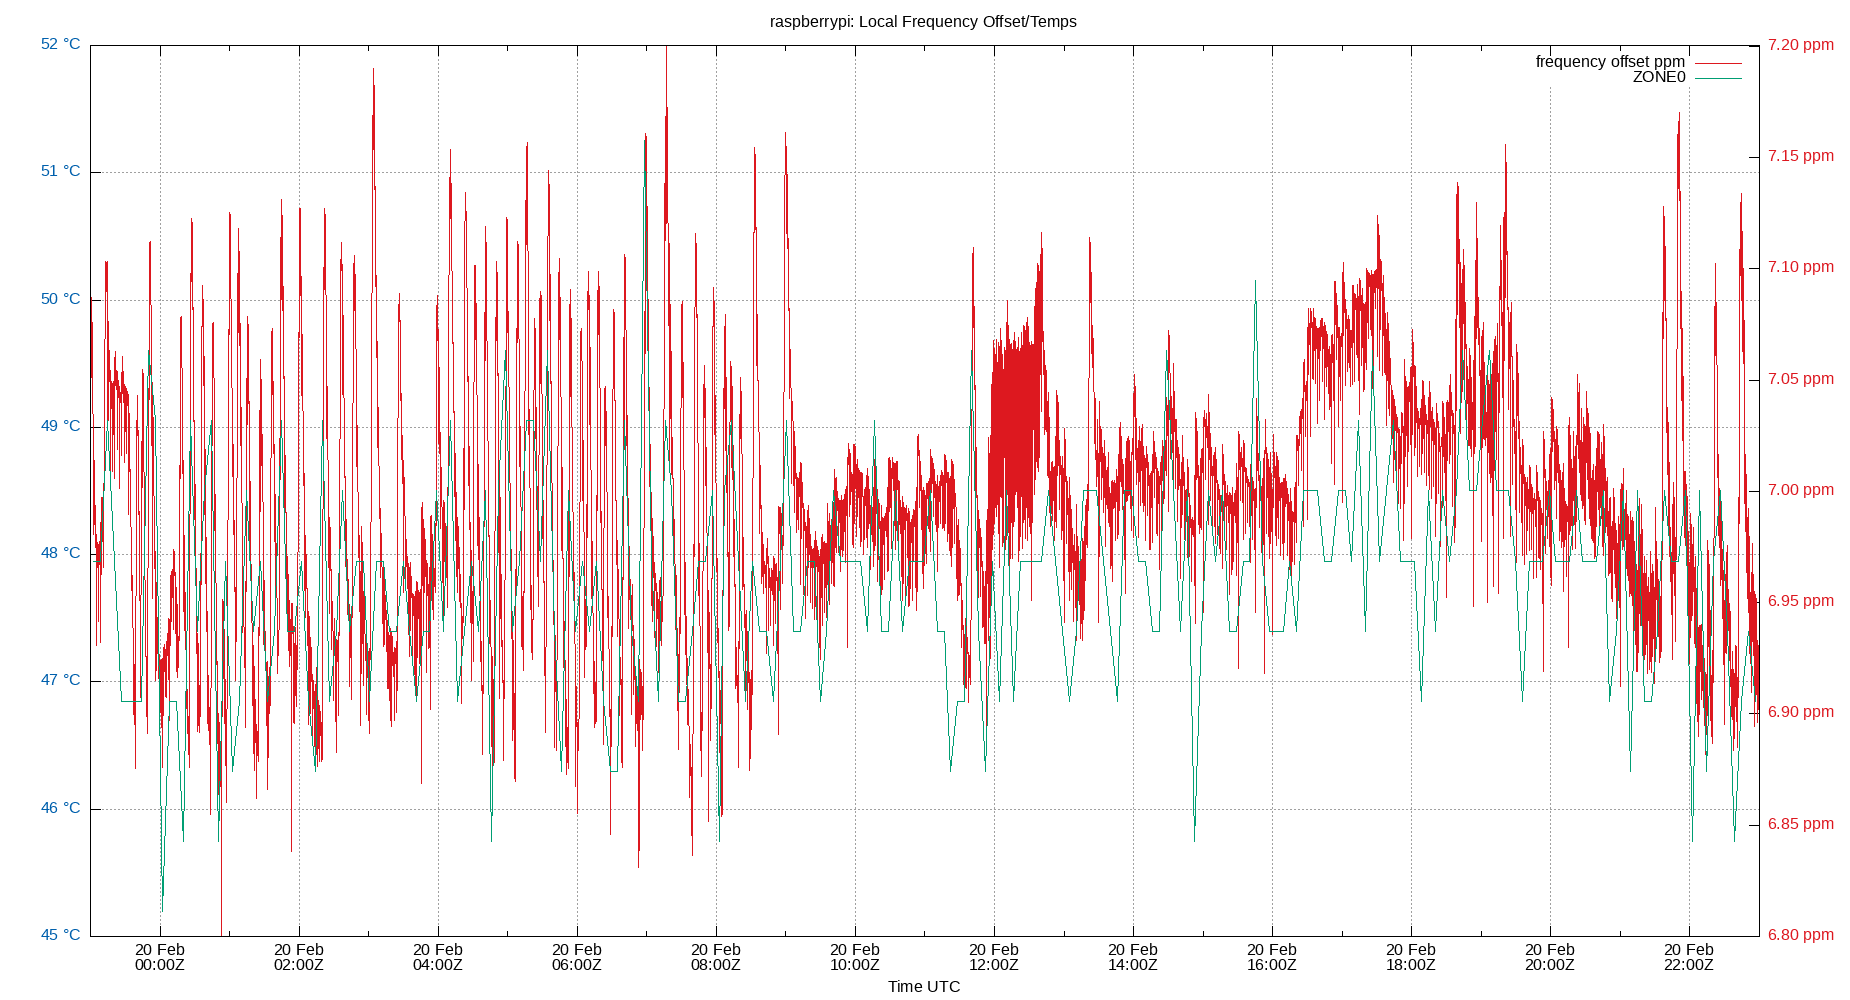 raspberrypi: Local Frequency Offset/Temps
52 °C
51 °C
50 °C
49 °C
48 °C
47 °C
46 °C
45 °C
7.20 ppm
7.15 ppm
7.10 ppm
7.05 ppm
7.00 ppm
6.95 ppm
6.90 ppm
6.85 ppm
6.80 ppm
frequency offset ppm
ZONE0
20 Feb 20 Feb 20 Feb 20 Feb 20 Feb 20 Feb 20 Feb 20 Feb 20 Feb 20 Feb 20 Feb 20 Feb
00:00Z 02:00Z 04:00Z 06:00Z 08:00Z 10:00Z 12:00Z 14:00Z 16:00Z 18:00Z 20:00Z 22:00Z
Time UTC